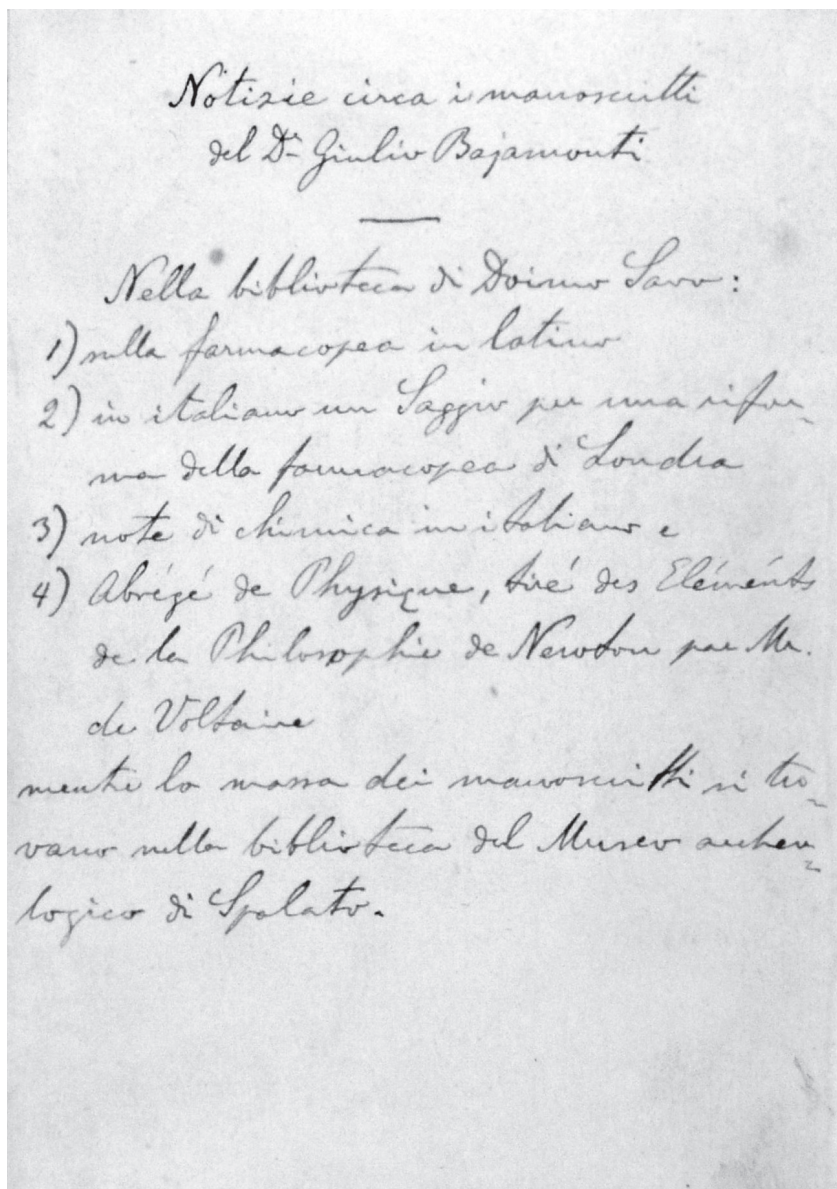 Notizie circa i manoscritti
del Dr. Giulio Bajamonti
Nella biblioteca di Doimo Savo:
1) sulla farmacopea in latino
2) in italiano un Saggio per una rifor-
ma della farmacopea di Londra
3) note di chimica in italiano e
4) Abrégé de Physique, tiré des Eléménts
de la Philosophie de Newton par Mr.
de Voltaire
mentre la massa dei manoscritti si tro-
vano nella biblioteca del Museo archeo-
logico di Spalato.